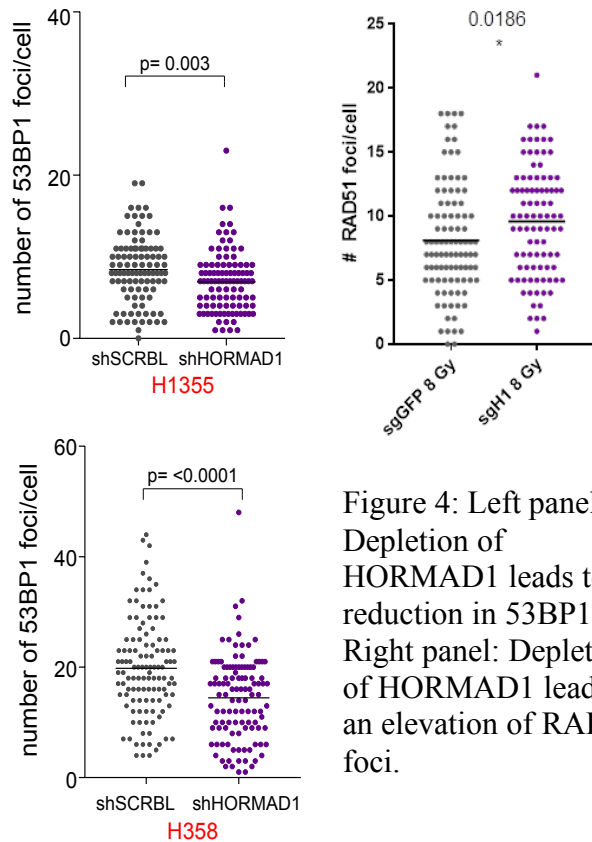 40
20
0
number of 53BP1 foci/cell
p= 0.003
shSCRBL shHORMAD1
H1355
0.0186
*
25
20
15
10
5
0
# RAD51 foci/cell
sgGFP 8 Gy
sgH1 8 Gy
60
40
20
0
number of 53BP1 foci/cell
p= <0.0001
shSCRBL shHORMAD1
H358
Figure 4: Left panel
Depletion of
HORMAD1 leads t
reduction in 53BP1
Right panel: Deplet
of HORMAD1 lead
an elevation of RA
foci.